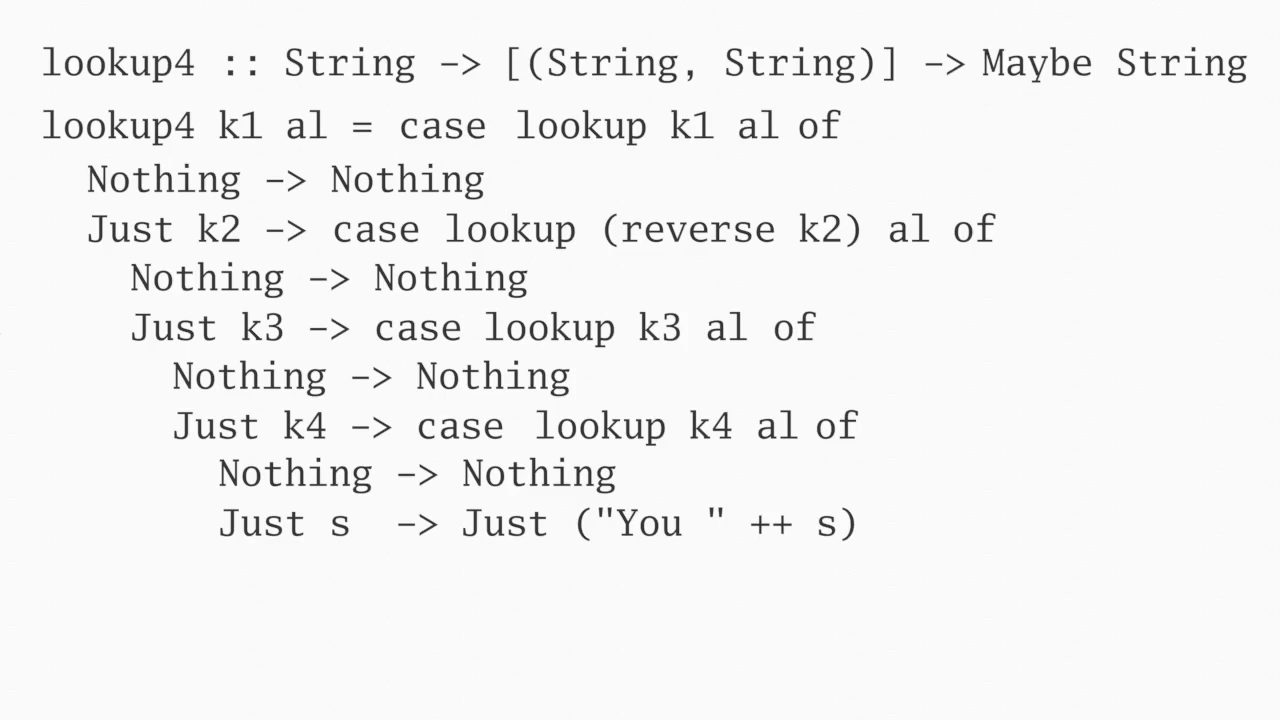 lookup4 :: String -> [(String, String)] -> Maybe String
lookup4 k1 al = case lookup k1 al of
  Nothing -> Nothing
  Just k2 -> case lookup (reverse k2) al of
    Nothing -> Nothing
    Just k3 -> case lookup k3 al of
      Nothing -> Nothing
      Just k4 -> case lookup k4 al of
        Nothing -> Nothing
        Just s  -> Just ("You " ++ s)